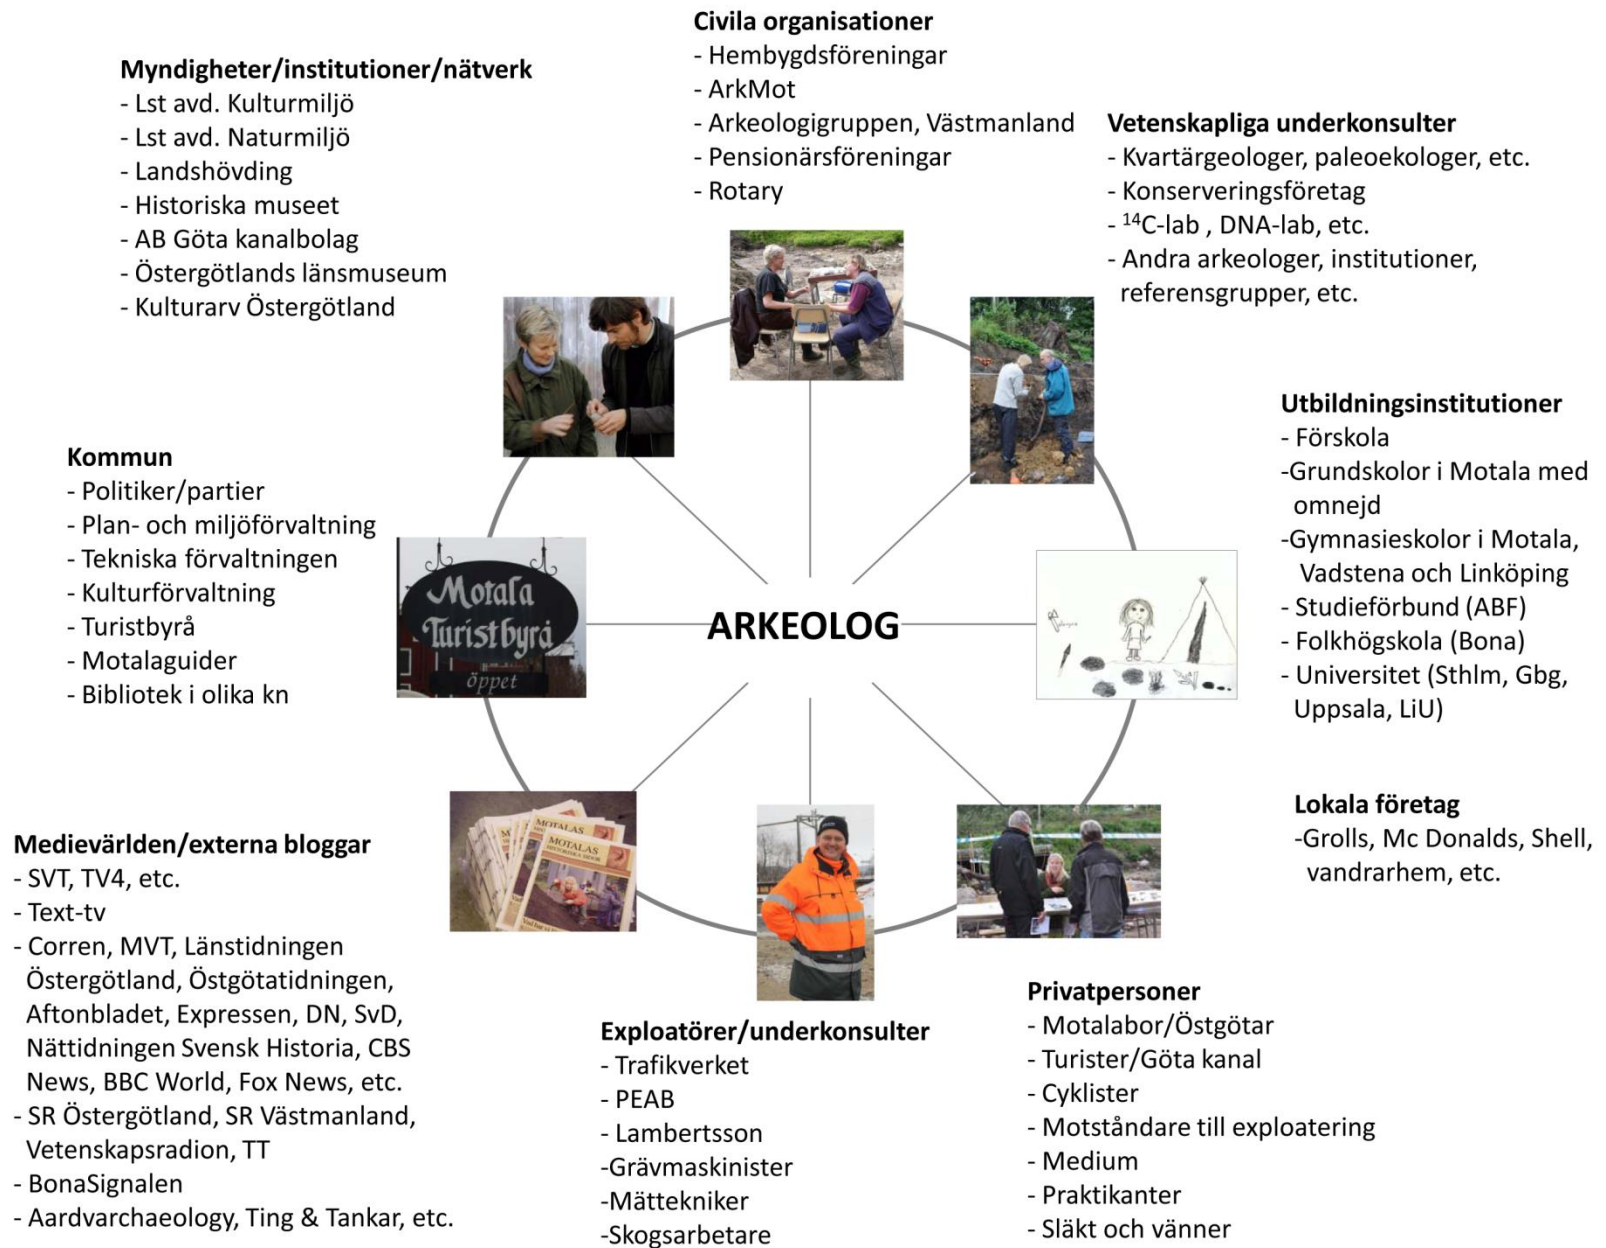 Civila organisationer
- Hembygdsföreningar
- ArkMot
- Arkeologigruppen, Västmanland
- Pensionärsföreningar
- Rotary
Myndigheter/institutioner/nätverk
- Lst avd. Kulturmiljö
- Lst avd. Naturmiljö
- Landshövding
- Historiska museet
- AB Göta kanalbolag
- Östergötlands länsmuseum
- Kulturarv Östergötland
Vetenskapliga underkonsulter
- Kvartärgeologer, paleoekologer, etc.
- Konserveringsföretag
- ¹⁴C-lab , DNA-lab, etc.
- Andra arkeologer, institutioner,
referensgrupper, etc.
Utbildningsinstitutioner
- Förskola
-Grundskolor i Motala med
omnejd
-Gymnasieskolor i Motala,
Vadstena och Linköping
- Studieförbund (ABF)
- Folkhögskola (Bona)
- Universitet (Sthlm, Gbg,
Uppsala, LiU)
Kommun
- Politiker/partier
- Plan- och miljöförvaltning
- Tekniska förvaltningen
- Kulturförvaltning
- Turistbyrå
- Motalaguider
- Bibliotek i olika kn
Motala
Turistbyrå
öppet
ARKEOLOG
Lokala företag
-Grolls, Mc Donalds, Shell,
vandrarhem, etc.
Medievärlden/externa bloggar
- SVT, TV4, etc.
- Text-tv
- Corren, MVT, Länstidningen
Östergötland, Östgötatidningen,
Aftonbladet, Expressen, DN, SvD,
Nättidningen Svensk Historia, CBS
News, BBC World, Fox News, etc.
- SR Östergötland, SR Västmanland,
Vetenskapsradion, TT
- BonaSignalen
- Aardvarchaeology, Ting & Tankar, etc.
MOTALAS
MOTALAS
HISTORISKA TIDOR
Exploatörer/underkonsulter
- Trafikverket
- PEAB
- Lambertsson
-Grävmaskinister
-Mättekniker
-Skogsarbetare
Privatpersoner
- Motalabor/Östgötar
- Turister/Göta kanal
- Cyklister
- Motståndare till exploatering
- Medium
- Praktikanter
- Släkt och vänner